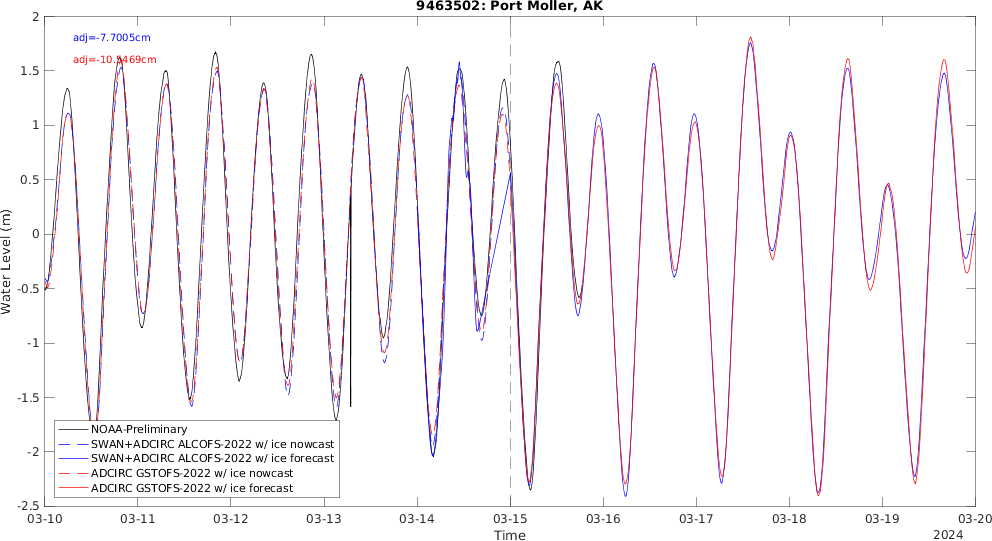 9463502: Port Moller, AK
adj=-7.7005cm
Water Level (m)
2
1.5
1
0.5
0
-0.5
-1
-1.5
-2
-2.5
NOAA-Preliminary
SWAN+ADCIRC ALCOFS-2022 w/ ice nowcast
SWAN+ADCIRC ALCOFS-2022 w/ ice forecast
ADCIRC GSTOFS-2022 w/ ice nowcast
ADCIRC GSTOFS-2022 w/ ice forecast
03-10 03-11 03-12 03-13 03-14 03-15 03-16 03-17 03-18 03-19 03-20
Time
2024